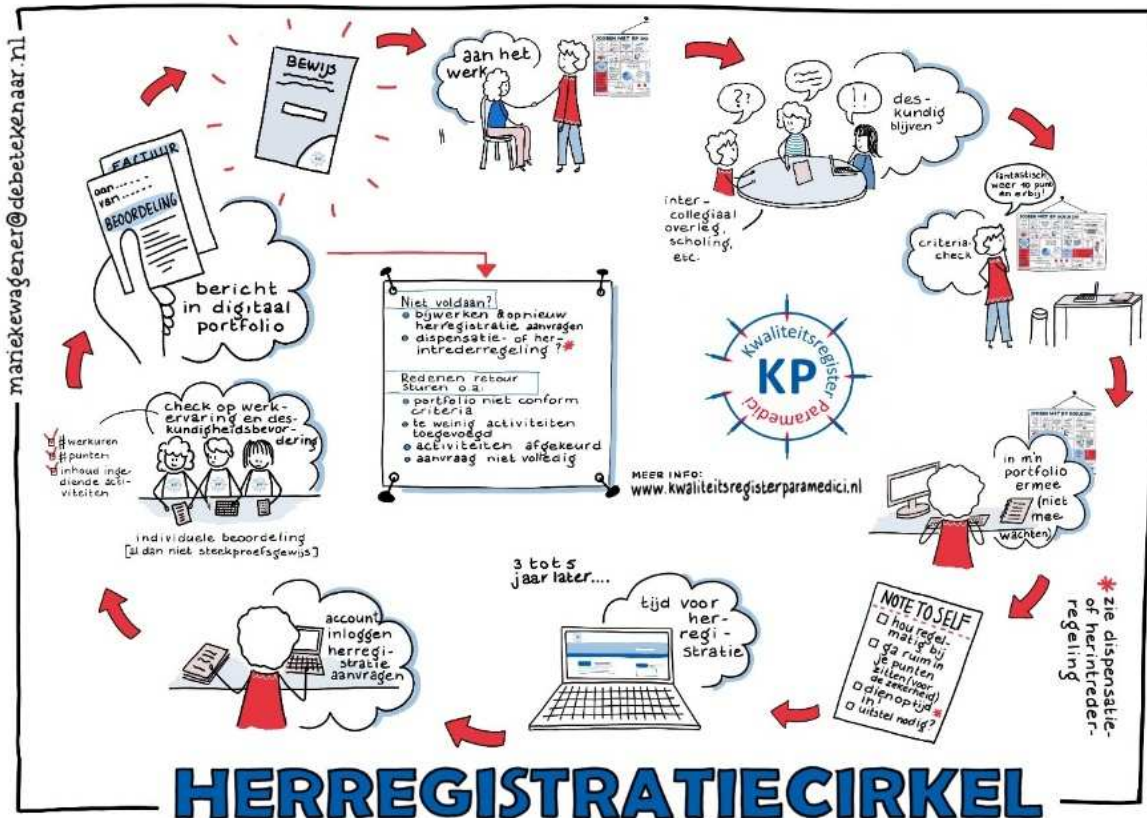 mariekewagener@debetekenaar.nl
BEWIJS
aan het
werk
??
!!
des-
kundig
blijven
inter-
collegiaal
overleg,
scholing,
etc.
fantastisch
weer 10 punt
en erbij!
criteria-
check
in m'n
portfolio
ermee
(niet
mee
wachten)
NOTE TO SELF
hou regel-
matig bij
ga ruim in
je punten
zitten (voor
de zekerheid)
dien op tijd
in! *
uitstel nodig?
* zie dispensatie-
of herintreder-
regeling
3 tot 5
jaar later....
tijd voor
her-
regi-
stratie
account
inloggen
herregi-
stratie
aanvragen
check op werk-
ervaring en des-
kundigheidsbevor-
dering
# werkuren
# punten
inhoud inge-
diende acti-
viteiten
individuele beoordeling
[al dan niet steekproefsgewijs]
FACTUUR
aan......
van......
BEOORDELING
bericht
in digitaal
portfolio
Niet voldaan?
bijwerken & opnieuw
herregistratie aanvragen
dispensatie- of her-
intrederregeling? *
Redenen retour
sturen o.a:
portfolio niet conform
criteria
te weinig activiteiten
toegevoegd
activiteiten afgekeurd
aanvraag niet volledig
Kwaliteitsregister
KP
Paramedici
MEER INFO:
www.kwaliteitsregisterparamedici.nl
HERREGISTRATIECIRKEL